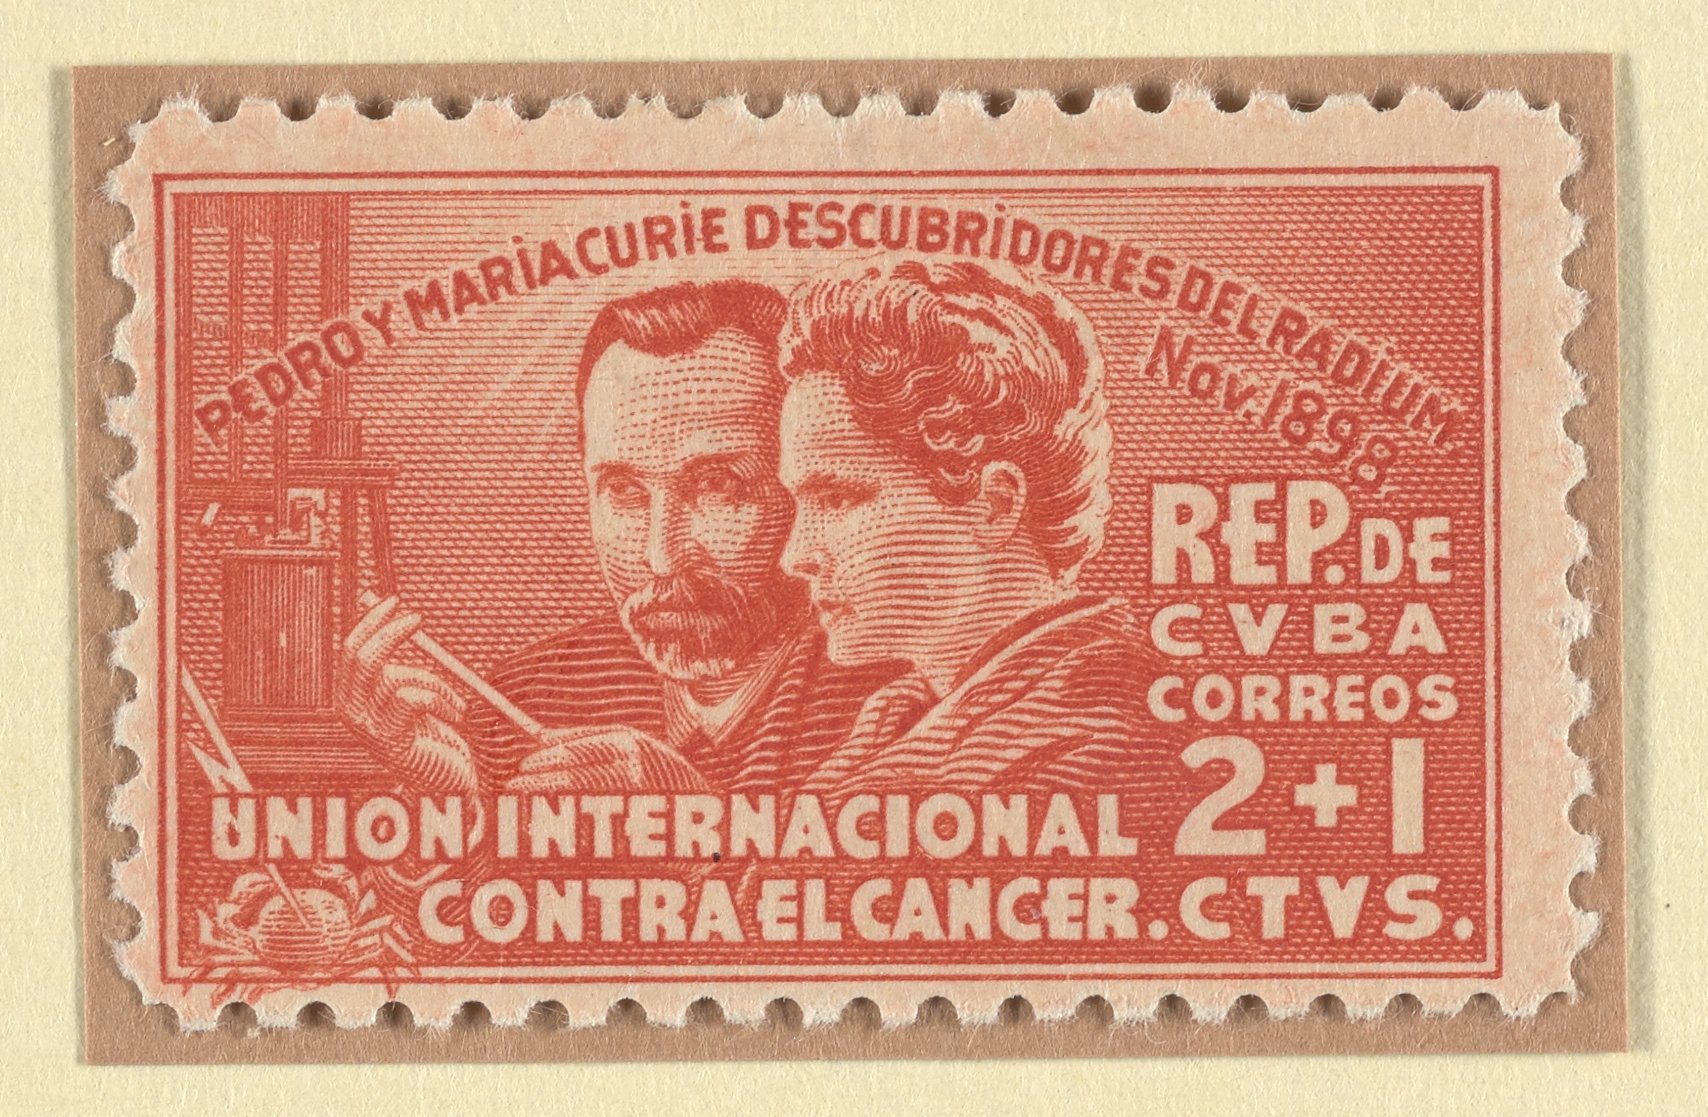 PEDRO Y MARiA CURiE DESCUBRiDORES DEL RADiUM
Nov. 1898
REP. DE
CVBA
CORREOS
2+1
UNION INTERNACIONAL
CONTRA EL CANCER. CTVS.